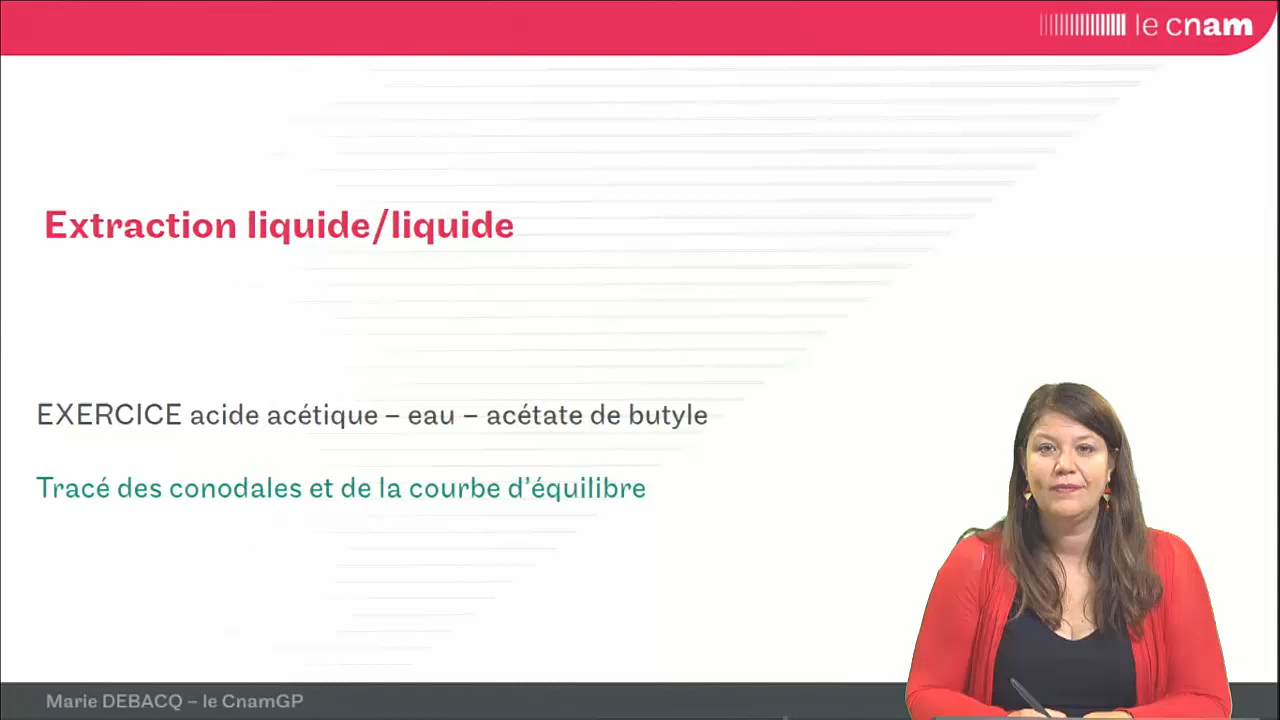 le cnam
Extraction liquide/liquide
EXERCICE acide acétique – eau – acétate de butyle
Tracé des conodales et de la courbe d'équilibre
Marie DEBACQ – le CnamGP